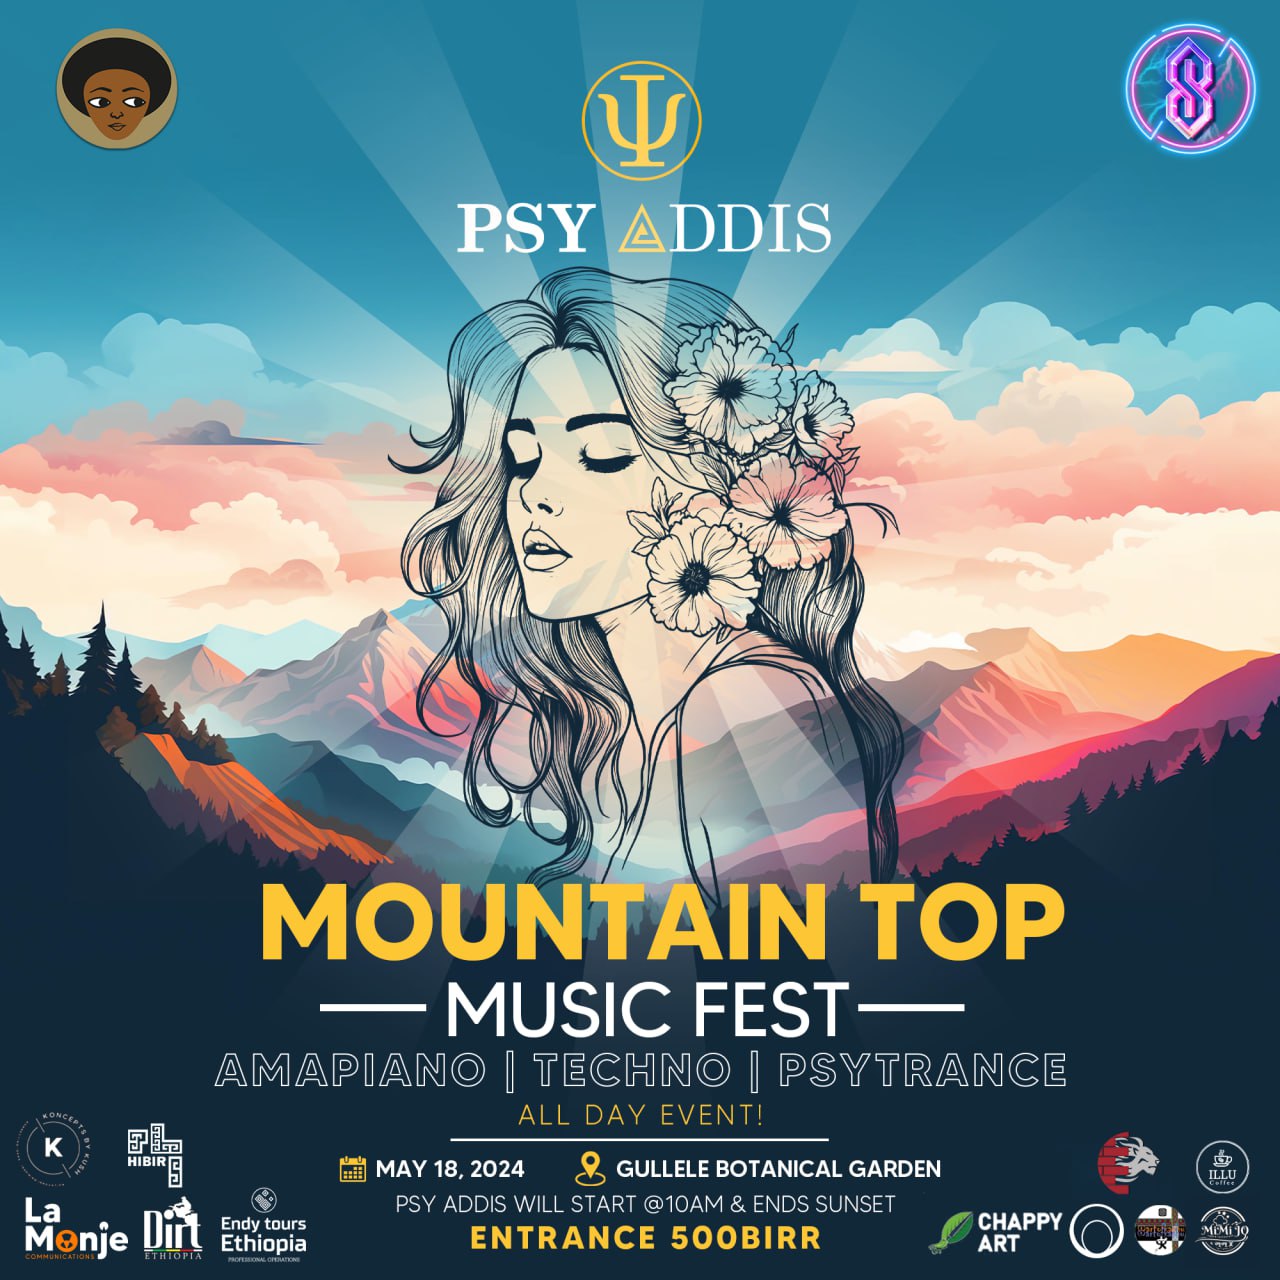 Ψ
PSY ADDIS
MOUNTAIN TOP
MUSIC FEST
AMAPIANO | TECHNO | PSYTRANCE
ALL DAY EVENT!
MAY 18, 2024 GULLELE BOTANICAL GARDEN
PSY ADDIS WILL START @10AM & ENDS SUNSET
ENTRANCE 500BIRR
KONCEPTS BY KUSH
K
HIBIR
La
Monje
COMMUNICATIONS
Dirt
ETHIOPIA
Endy tours
Ethiopia
PROFESSIONAL OPERATIONS
ILLU
Coffee
CHAPPY
ART